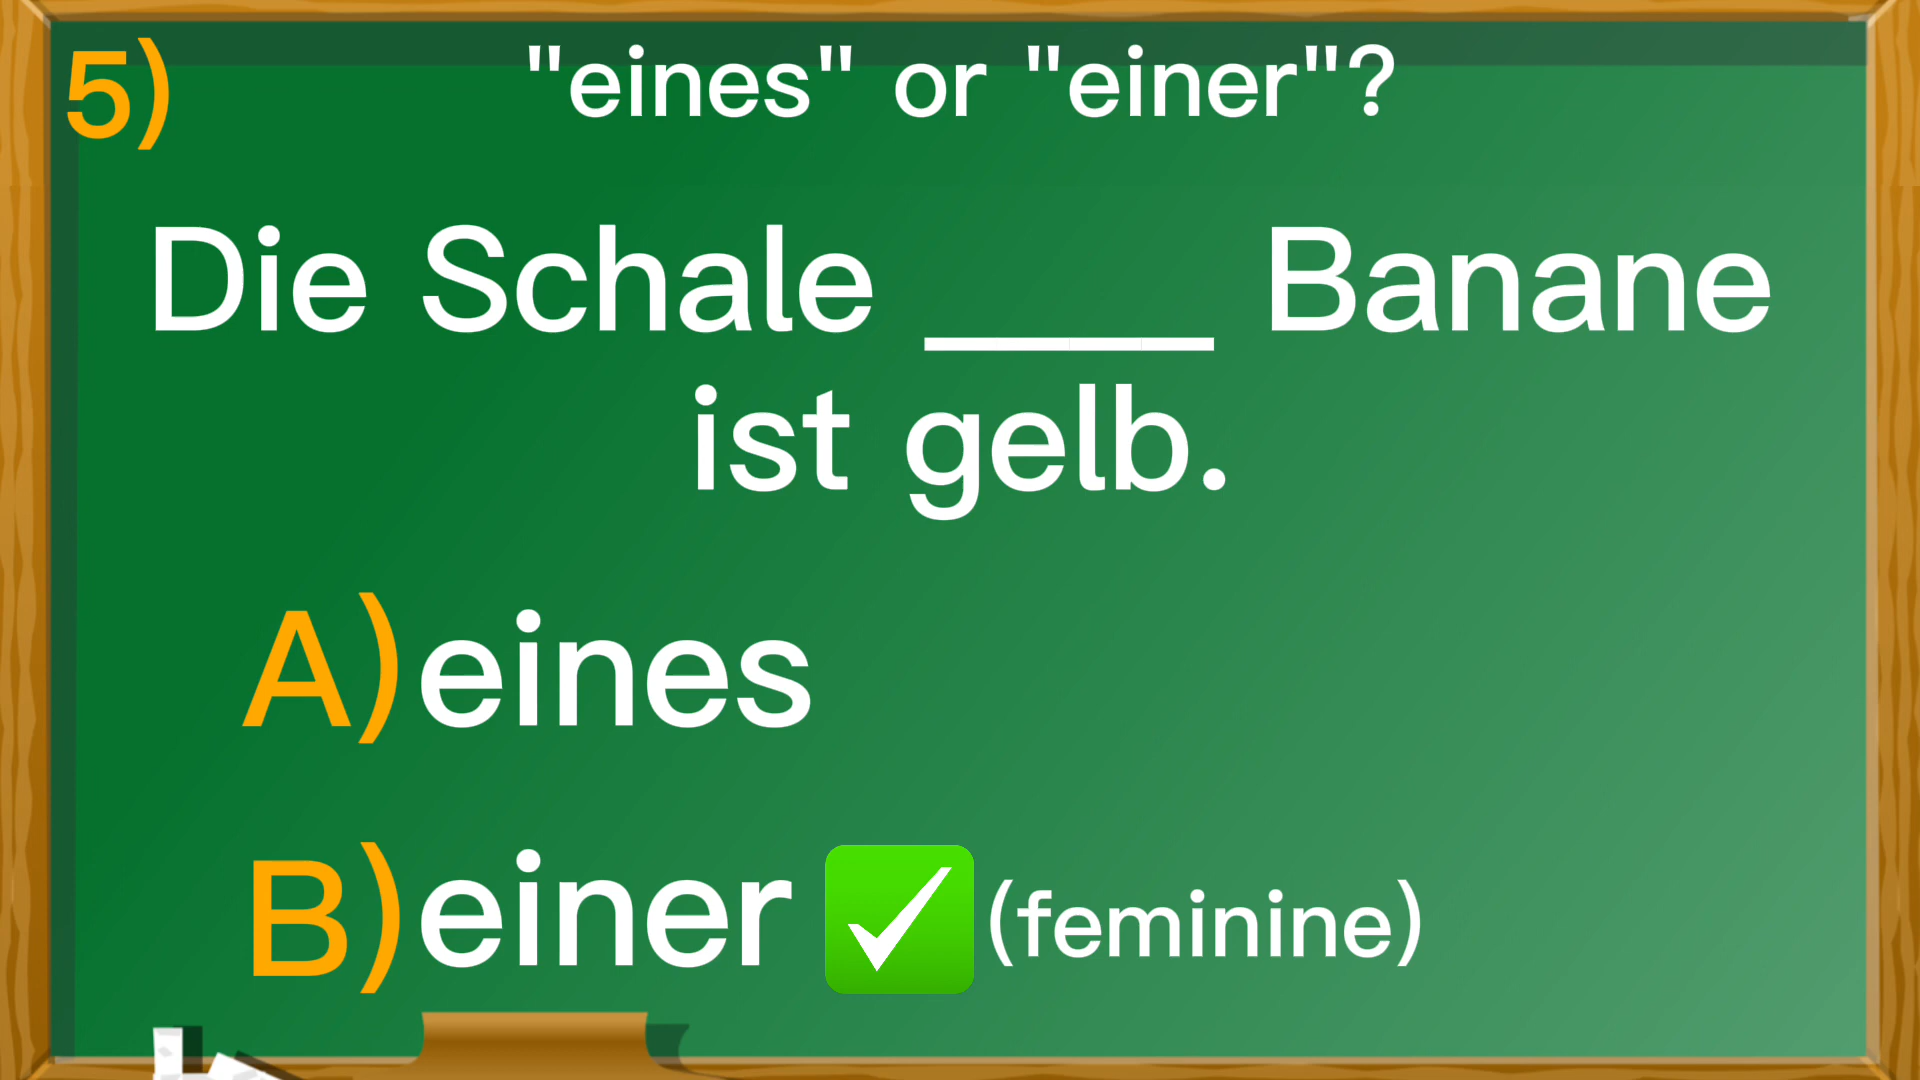 5) "eines" or "einer"?
Die Schale ____ Banane
ist gelb.
A) eines
B) einer ✅ (feminine)